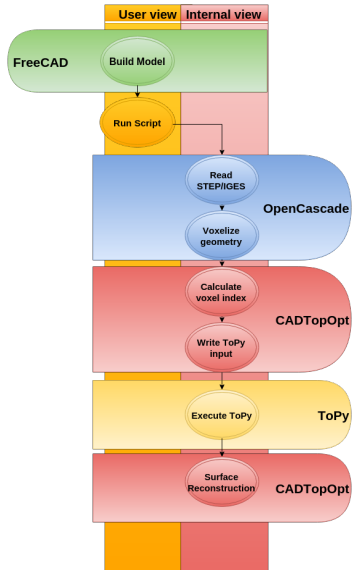 User view
Internal view
FreeCAD
Build Model
Run Script
Read
STEP/IGES
OpenCascade
Voxelize
geometry
Calculate
voxel index
CADTopOpt
Write ToPy
input
Execute ToPy
ToPy
Surface
Reconstruction
CADTopOpt